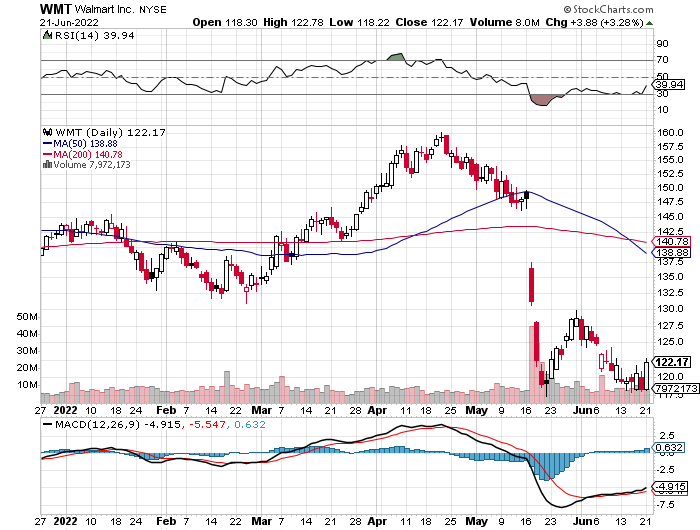 WMT Walmart Inc. NYSE © StockCharts.com
21-Jun-2022 Open 118.30 High 122.78 Low 118.22 Close 122.17 Volume 8.0M Chg +3.88 (+3.28%)
RSI(14) 39.94
90
70
50
39.94
30
10
WMT (Daily) 122.17
MA(50) 138.88
MA(200) 140.78
Volume 7,972,173
160.0
157.5
155.0
152.5
150.0
147.5
145.0
140.78
138.88
137.5
135.0
132.5
130.0
127.5
125.0
122.17
120.0
7972173
117.5
50M
40M
30M
20M
10M
27 2022 10 18 24 Feb 7 14 22 Mar 7 14 21 28 Apr 11 18 25 May 9 16 23 Jun 6 13 21
MACD(12,26,9) -4.915, -5.547, 0.632
2.5
0.632
-2.5
-4.915
-7.5
27 2022 10 18 24 Feb 7 14 22 Mar 7 14 21 28 Apr 11 18 25 May 9 16 23 Jun 6 13 21